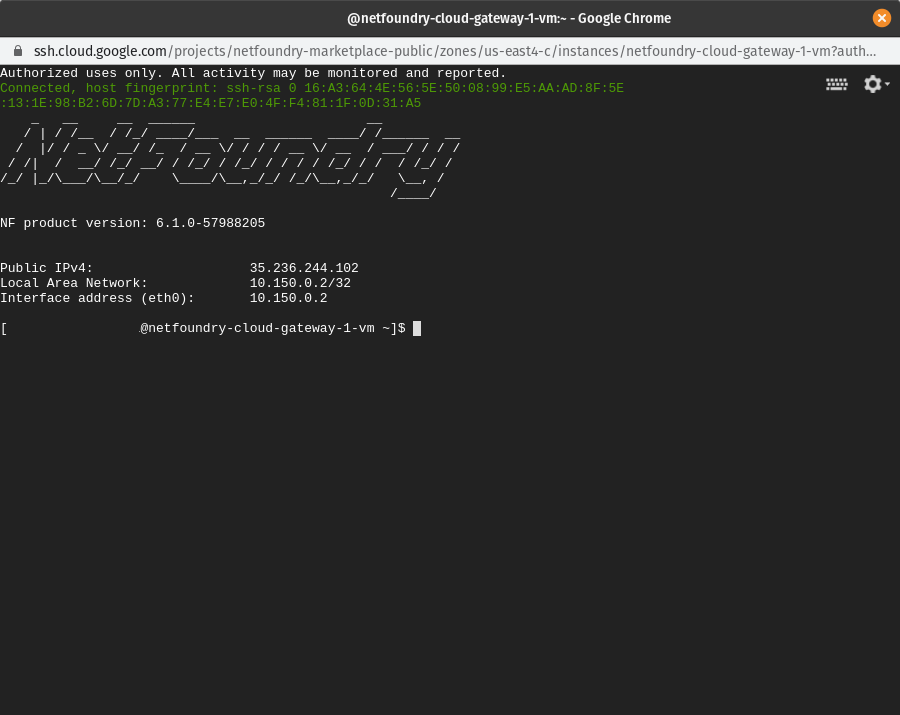 @netfoundry-cloud-gateway-1-vm:~ - Google Chrome
ssh.cloud.google.com/projects/netfoundry-marketplace-public/zones/us-east4-c/instances/netfoundry-cloud-gateway-1-vm?auth...
Authorized uses only. All activity may be monitored and reported.
Connected, host fingerprint: ssh-rsa 0 16:A3:64:4E:56:5E:50:08:99:E5:AA:AD:8F:5E
:13:1E:98:B2:6D:7D:A3:77:E4:E7:E0:4F:F4:81:1F:0D:31:A5
NetFoundry
NF product version: 6.1.0-57988205
Public IPv4: 35.236.244.102
Local Area Network: 10.150.0.2/32
Interface address (eth0): 10.150.0.2
[ @netfoundry-cloud-gateway-1-vm ~]$